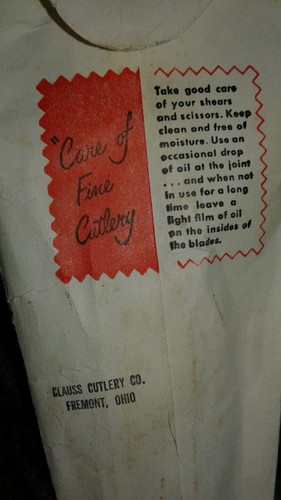 "Care of
Fine
Cutlery
Take good care
of your shears
and scissors. Keep
clean and free of
moisture. Use an
occasional drop
of oil at the joint
... and when not
in use for a long
time leave a
light film of oil
on the insides of
the blades.
CLAUSS CUTLERY CO.
FREMONT, OHIO